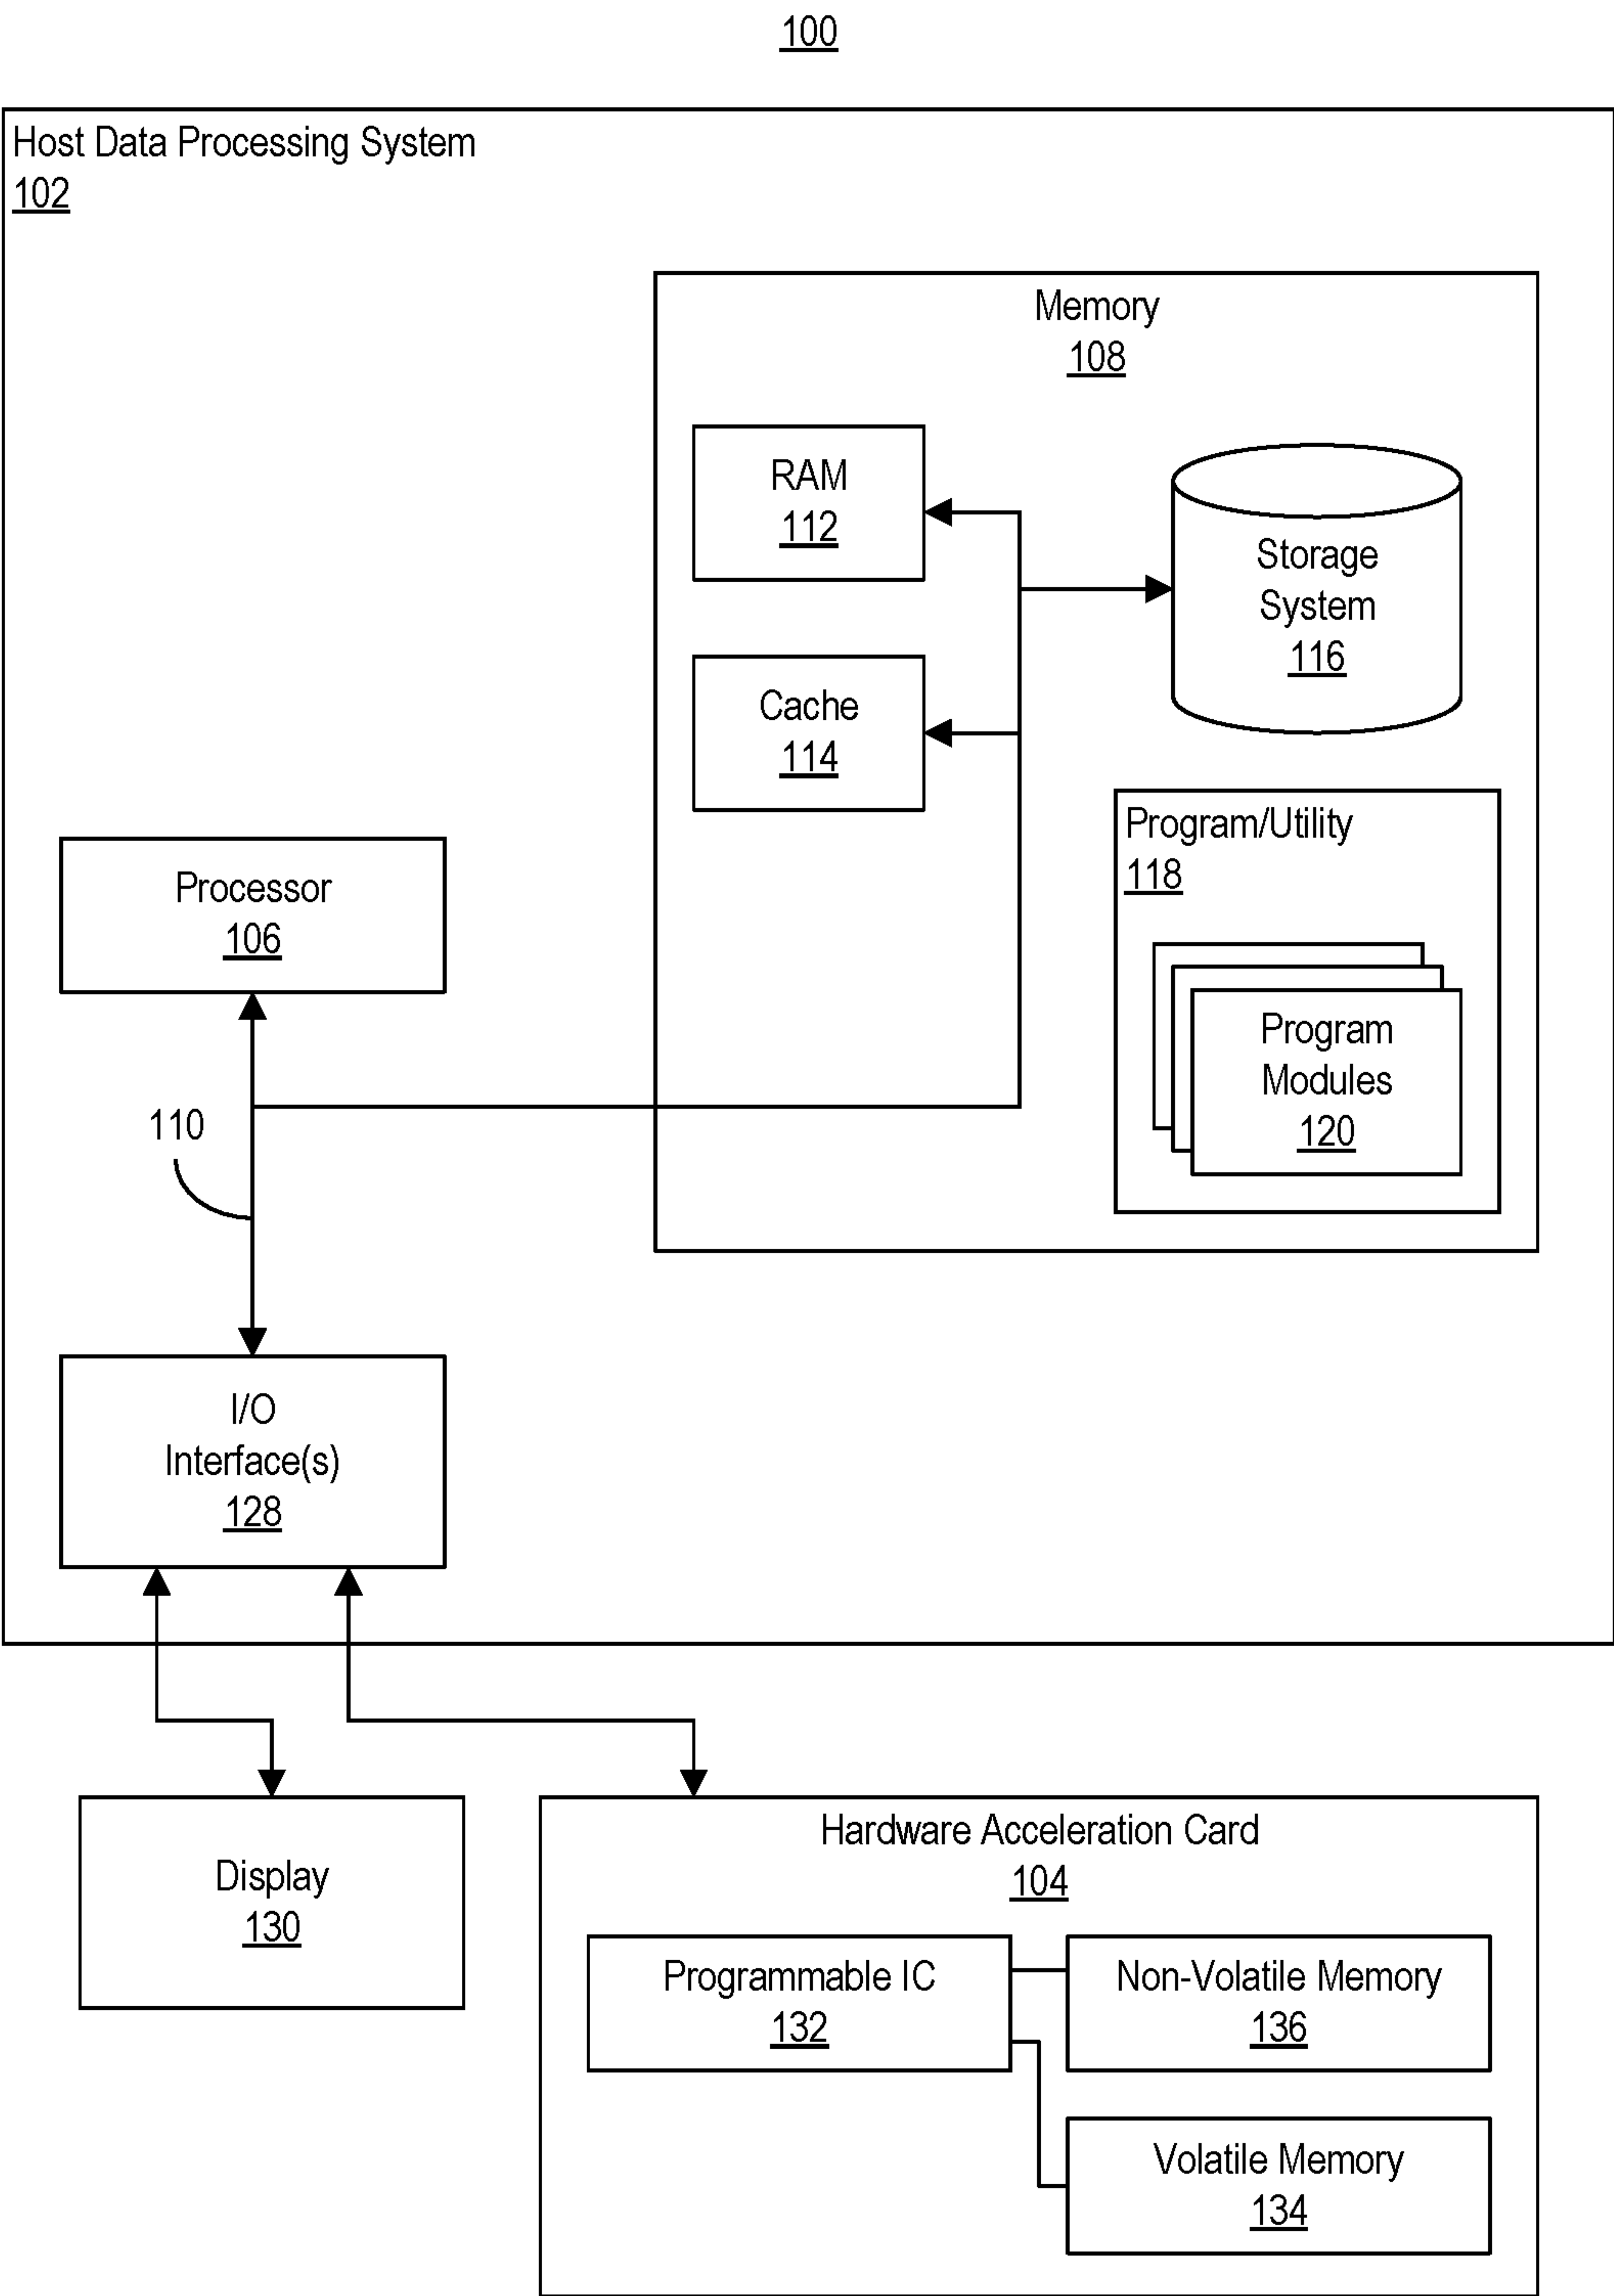 100
Host Data Processing System
102
Memory
108
RAM
112
Storage
System
116
Cache
114
Program/Utility
118
Processor
106
Program
Modules
120
110
I/O
Interface(s)
128
Hardware Acceleration Card
104
Display
130
Programmable IC
132
Non-Volatile Memory
136
Volatile Memory
134